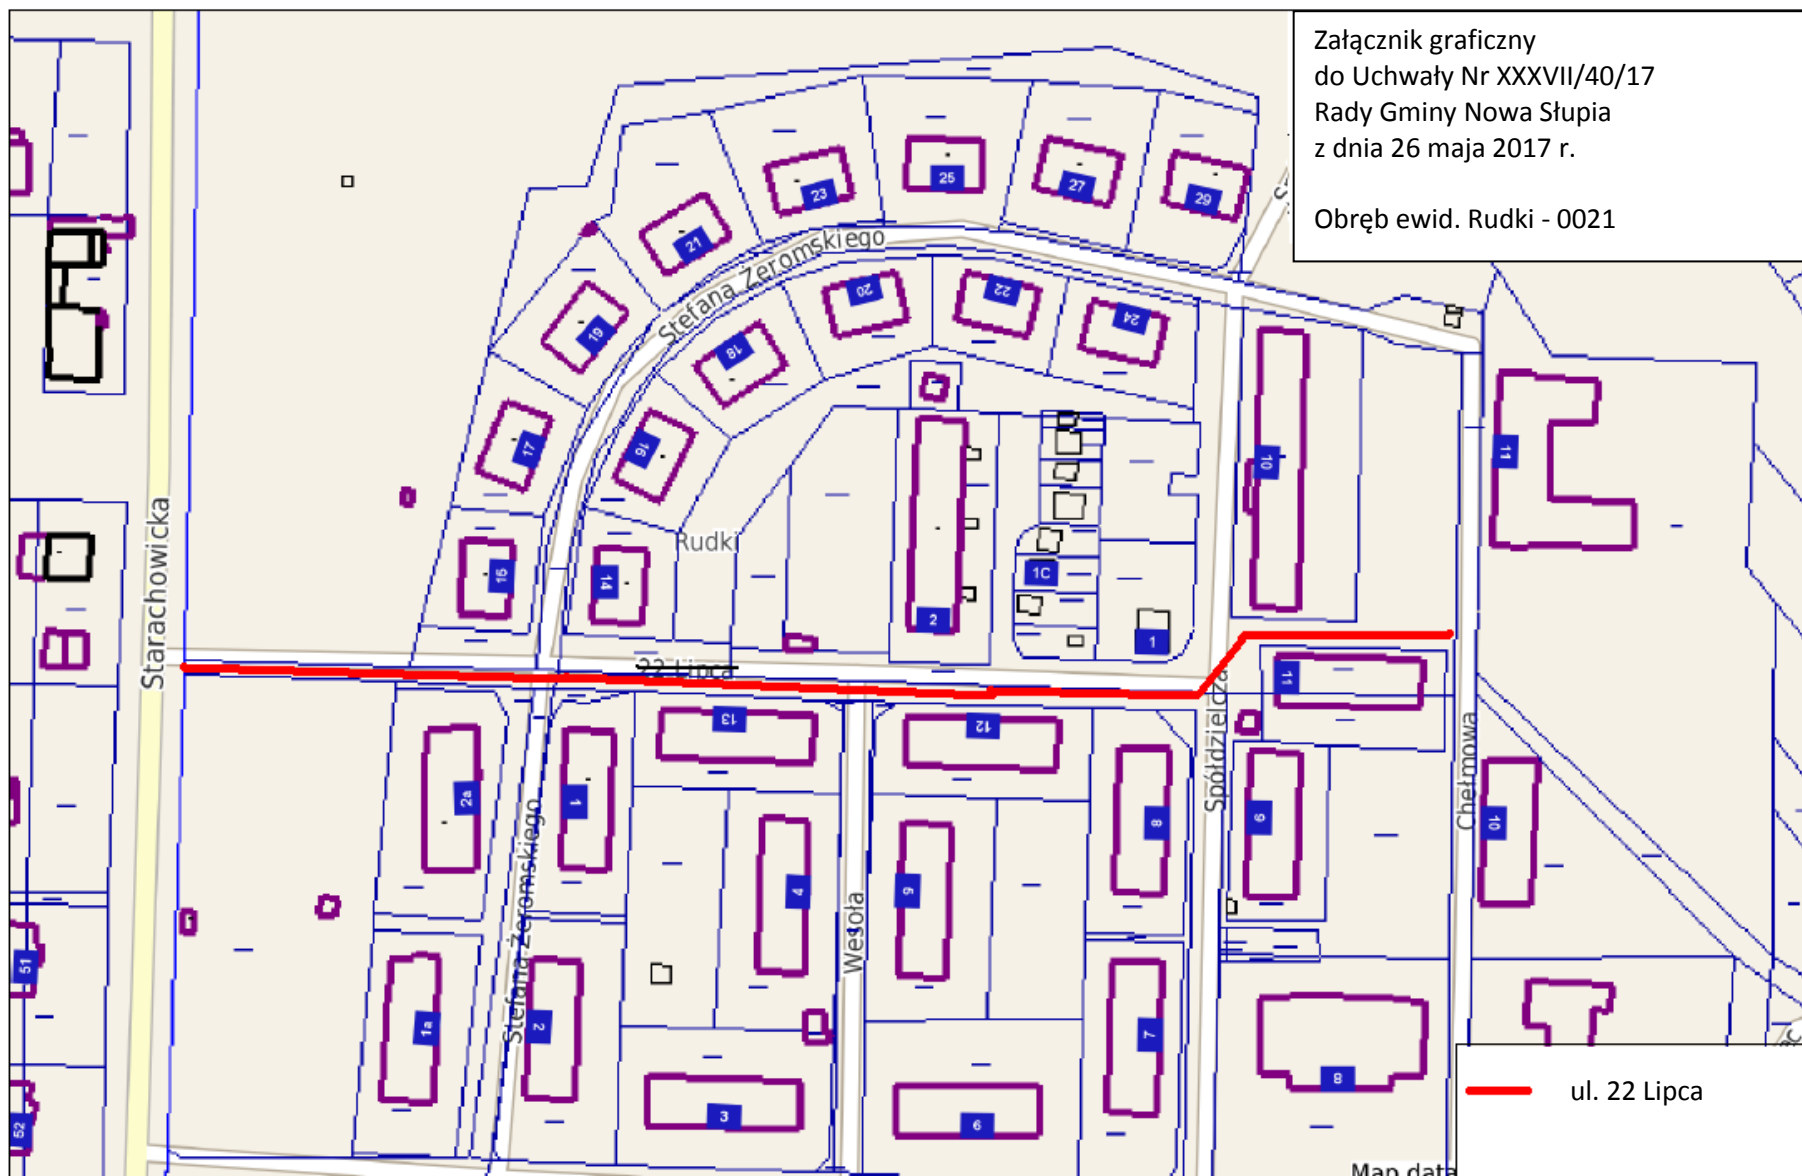 Załącznik graficzny
do Uchwały Nr XXXVII/40/17
Rady Gminy Nowa Słupia
z dnia 26 maja 2017 r.
Obręb ewid. Rudki - 0021
25
27
29
23
21
Stefana Żeromskiego
20
22
24
19
18
17
16
10
11
Starachowicka
Rudki
16
14
1C
2
1
22 Lipca
11
13
12
Spółdzielcza
Chełmowa
2a
1
8
9
10
4
5
Wesoła
Stefana Żeromskiego
51
1a
2
7
8
3
6
52
ul. 22 Lipca
Map data